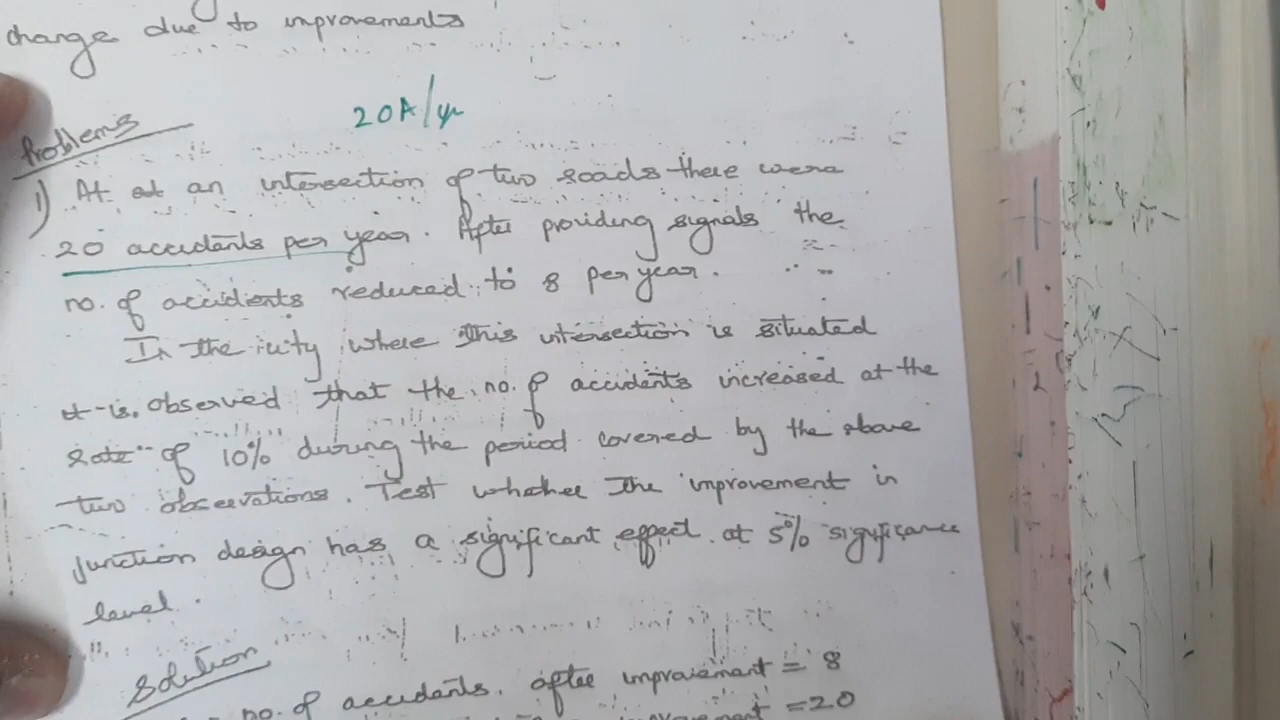 change due to improvements
20A/yr
Problems
1) At at an intersection of two roads there were
20 accidents per year. After providing signals the
no. of accidents reduced to 8 per year.
In the city where this intersection is situated
it is observed that the no. of accidents increased at the
rate of 10% during the period covered by the above
two observations. Test whether the improvement in
junction design has a significant effect at 5% significance
level.
Solution
no. of accidents after improvement = 8
improvement = 20